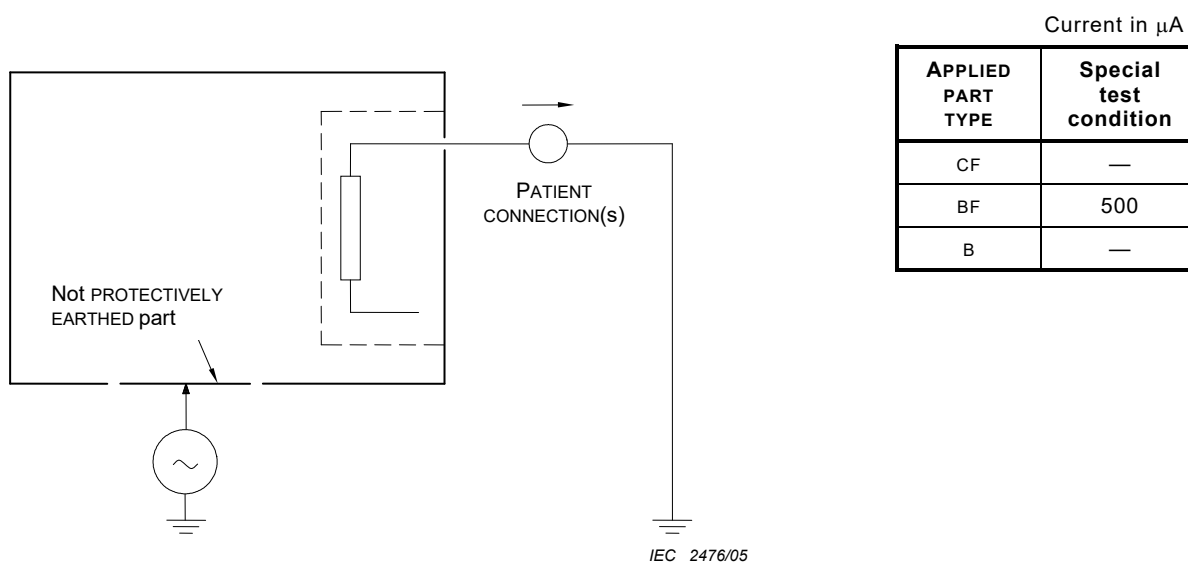 Current in μA
APPLIED
PART
TYPE
Special
test
condition
CF
—
BF
500
B
—
PATIENT
CONNECTION(s)
Not PROTECTIVELY
EARTHED part
IEC 2476/05